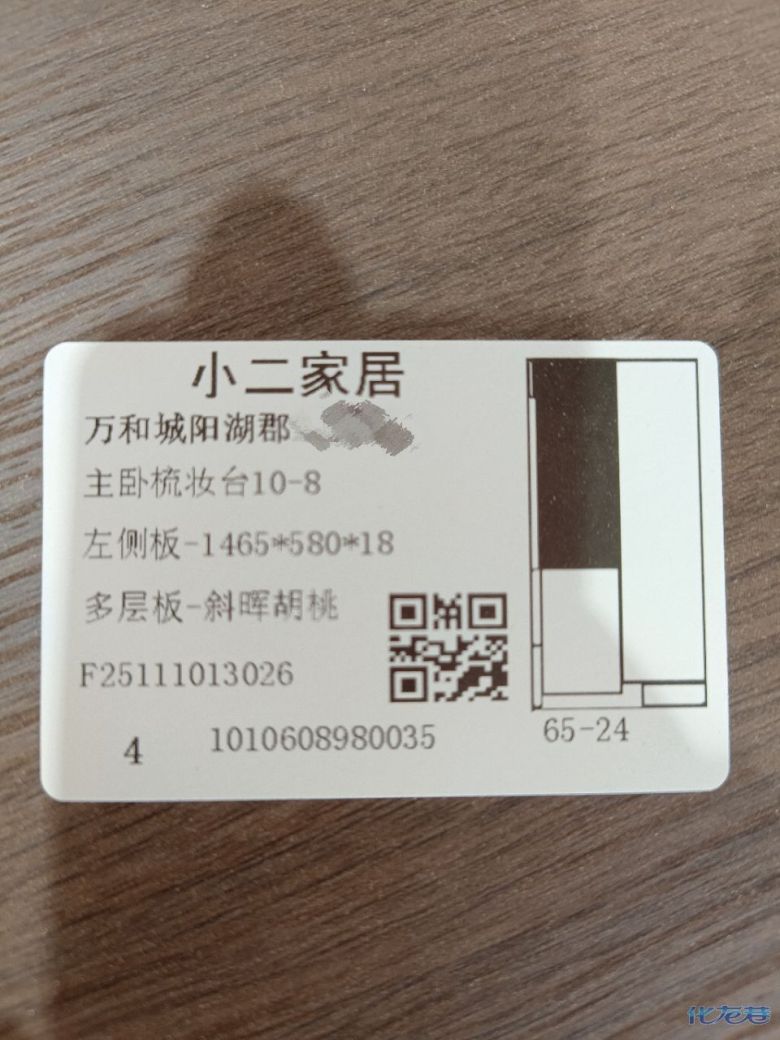 小二家居
万和城阳湖郡
主卧梳妆台10-8
左侧板-1465*580*18
多层板-斜晖胡桃
F25111013026
4
1010608980035
65-24
化龙巷